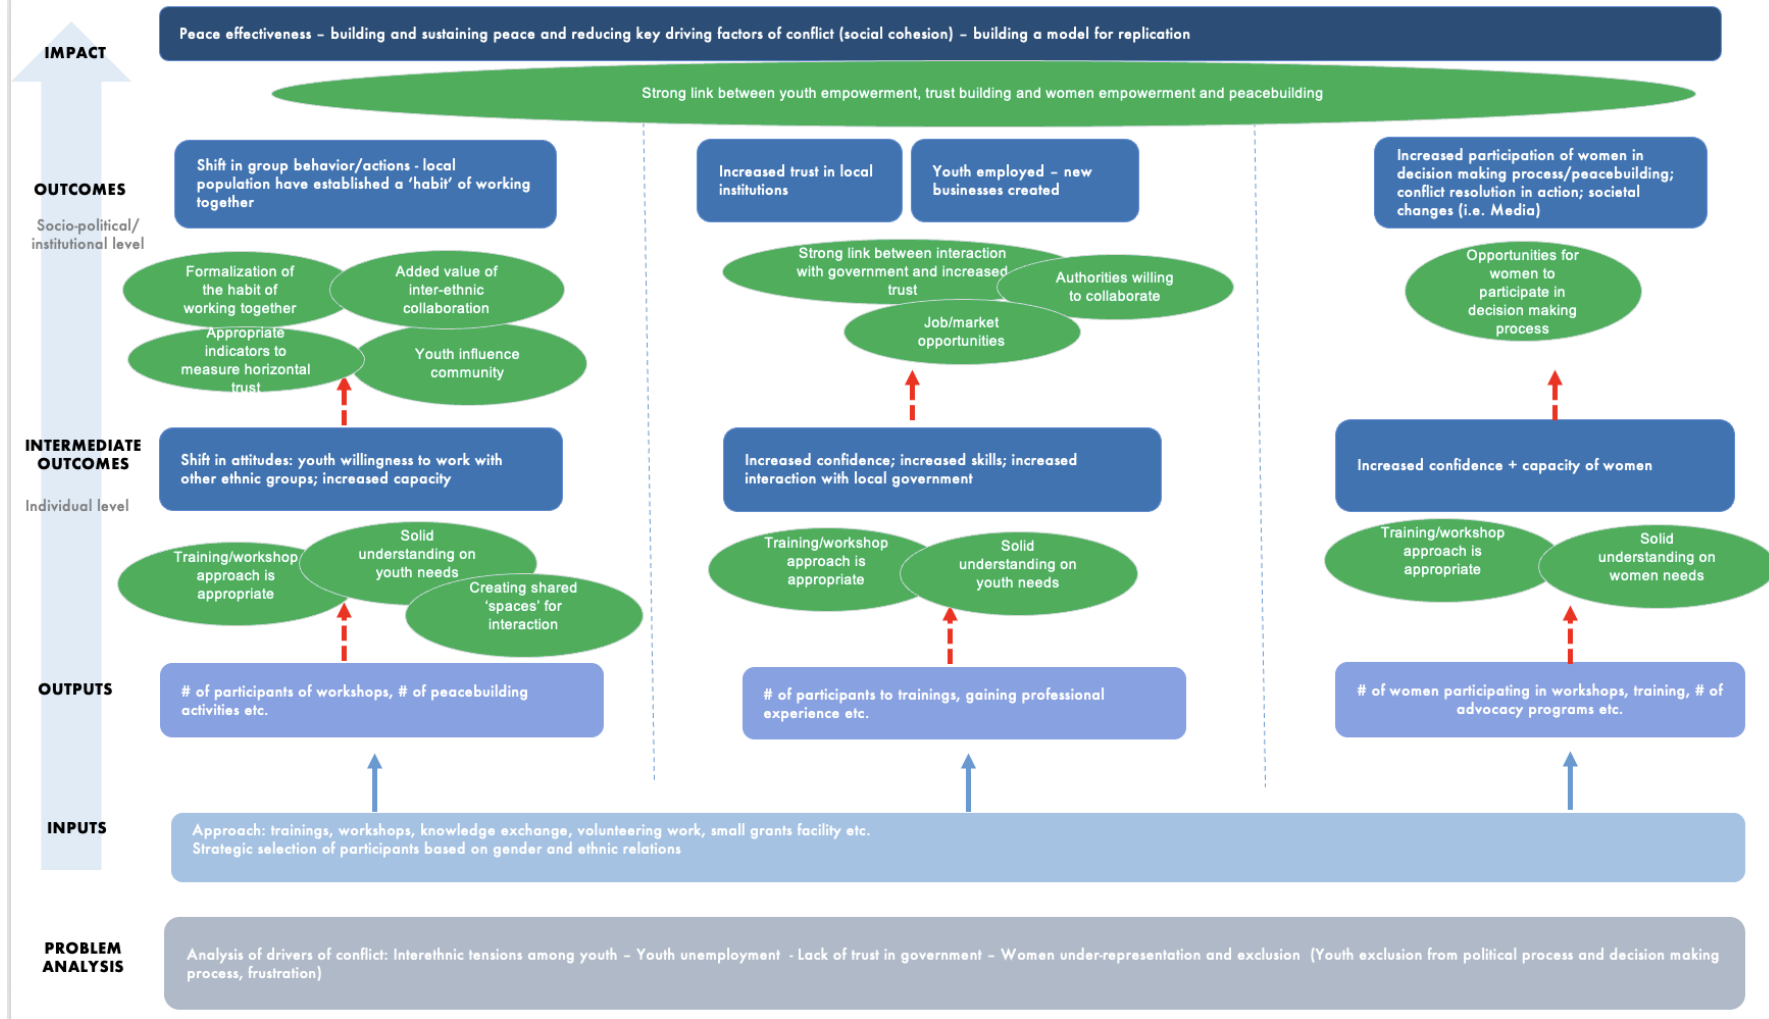 IMPACT
Peace effectiveness – building and sustaining peace and reducing key driving factors of conflict (social cohesion) – building a model for replication
Strong link between youth empowerment, trust building and women empowerment and peacebuilding
OUTCOMES
Socio-political/
institutional level
Shift in group behavior/actions - local
population have established a ‘habit’ of working
together
Increased trust in local
institutions
Youth employed – new
businesses created
Increased participation of women in
decision making process/peacebuilding;
conflict resolution in action; societal
changes (i.e. Media)
Formalization of
the habit of
working together
Added value of
inter-ethnic
collaboration
Appropriate
indicators to
measure horizontal
trust
Youth influence
community
Strong link between interaction
with government and increased
trust
Authorities willing
to collaborate
Job/market
opportunities
Opportunities for
women to
participate in
decision making
process
INTERMEDIATE
OUTCOMES
Individual level
Shift in attitudes: youth willingness to work with
other ethnic groups; increased capacity
Increased confidence; increased skills; increased
interaction with local government
Increased confidence + capacity of women
Training/workshop
approach is
appropriate
Solid
understanding on
youth needs
Creating shared
‘spaces’ for
interaction
Training/workshop
approach is
appropriate
Solid
understanding on
youth needs
Training/workshop
approach is
appropriate
Solid
understanding on
women needs
OUTPUTS
# of participants of workshops, # of peacebuilding
activities etc.
# of participants to trainings, gaining professional
experience etc.
# of women participating in workshops, training, # of
advocacy programs etc.
INPUTS
Approach: trainings, workshops, knowledge exchange, volunteering work, small grants facility etc.
Strategic selection of participants based on gender and ethnic relations
PROBLEM
ANALYSIS
Analysis of drivers of conflict: Interethnic tensions among youth – Youth unemployment - Lack of trust in government – Women under-representation and exclusion (Youth exclusion from political process and decision making
process, frustration)